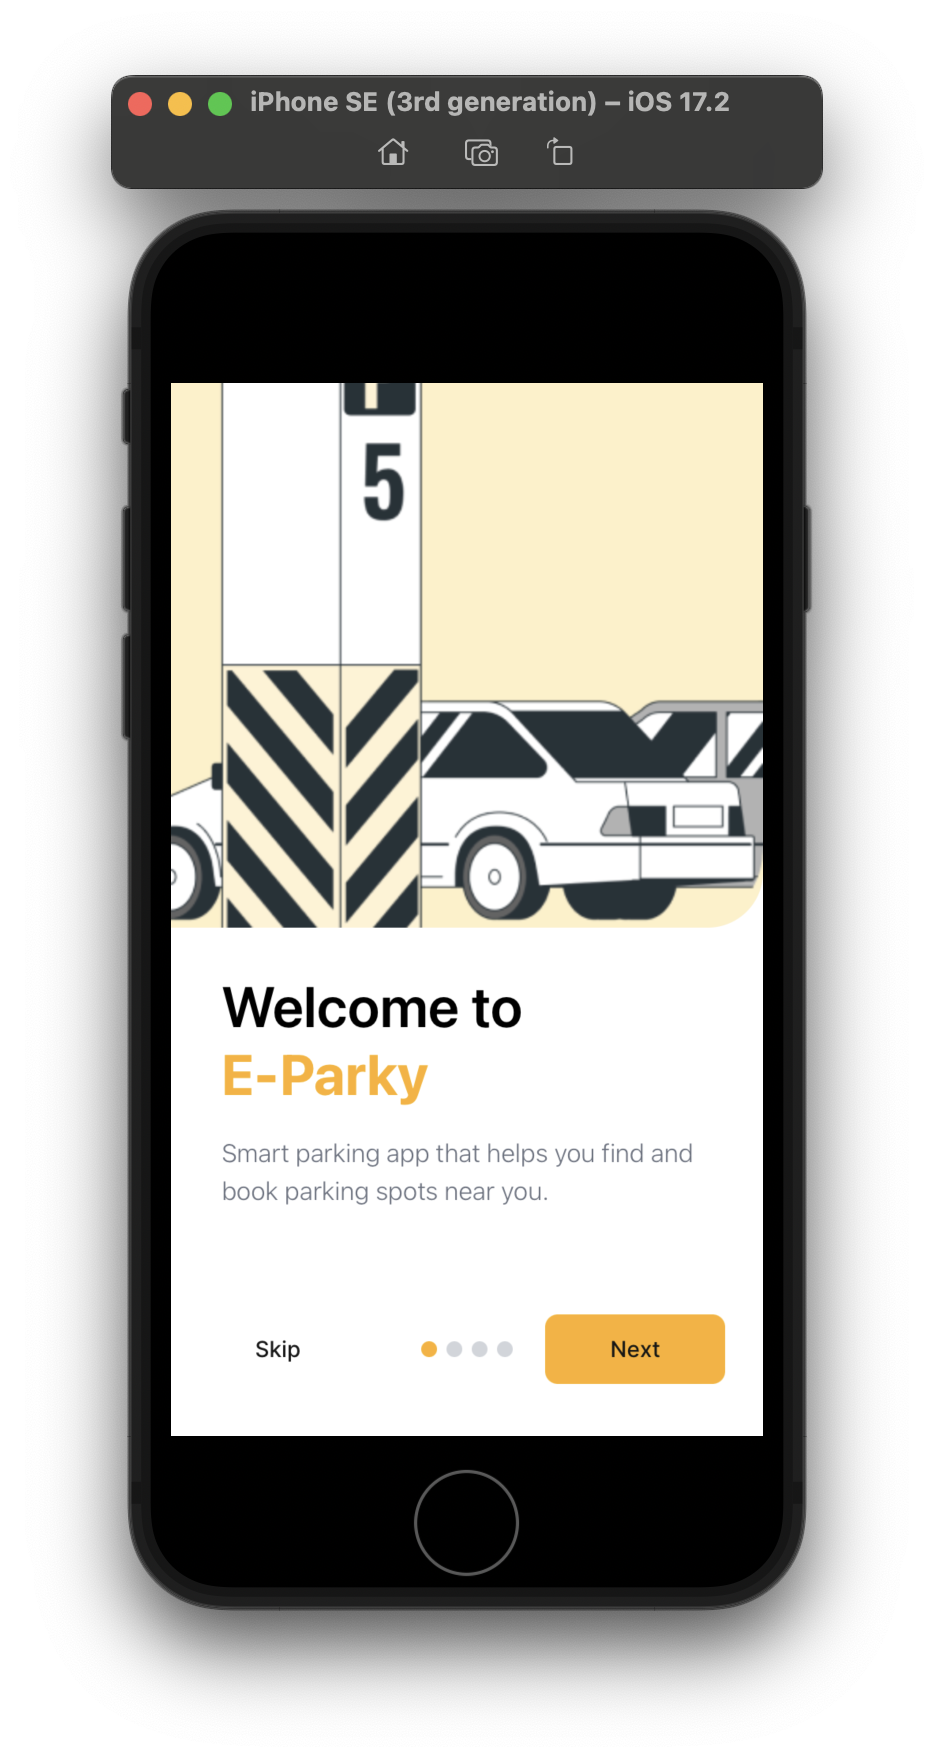 iPhone SE (3rd generation) – iOS 17.2
5
Welcome to
E-Parky
Smart parking app that helps you find and
book parking spots near you.
Skip
Next